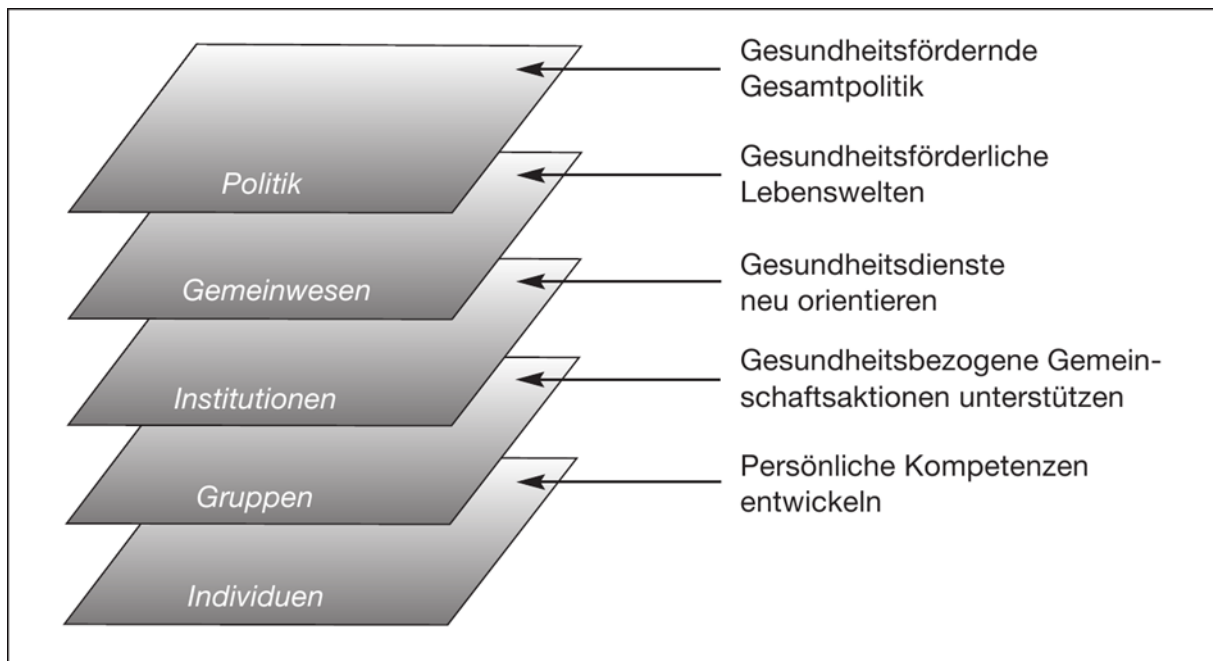 Gesundheitsfördernde
Gesamtpolitik
Politik
Gesundheitsförderliche
Lebenswelten
Gemeinwesen
Gesundheitsdienste
neu orientieren
Institutionen
Gesundheitsbezogene Gemein-
schaftsaktionen unterstützen
Gruppen
Persönliche Kompetenzen
entwickeln
Individuen